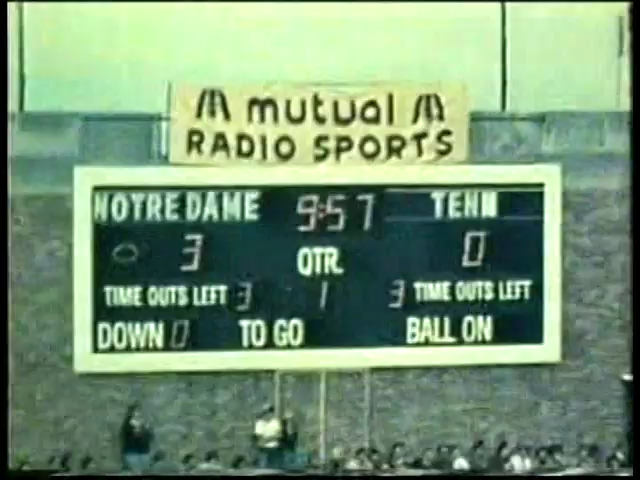 mutual
RADIO SPORTS
NOTRE DAME 9:57 TENN
3 QTR. 0
TIME OUTS LEFT 3 1 3 TIME OUTS LEFT
DOWN 0 TO GO BALL ON